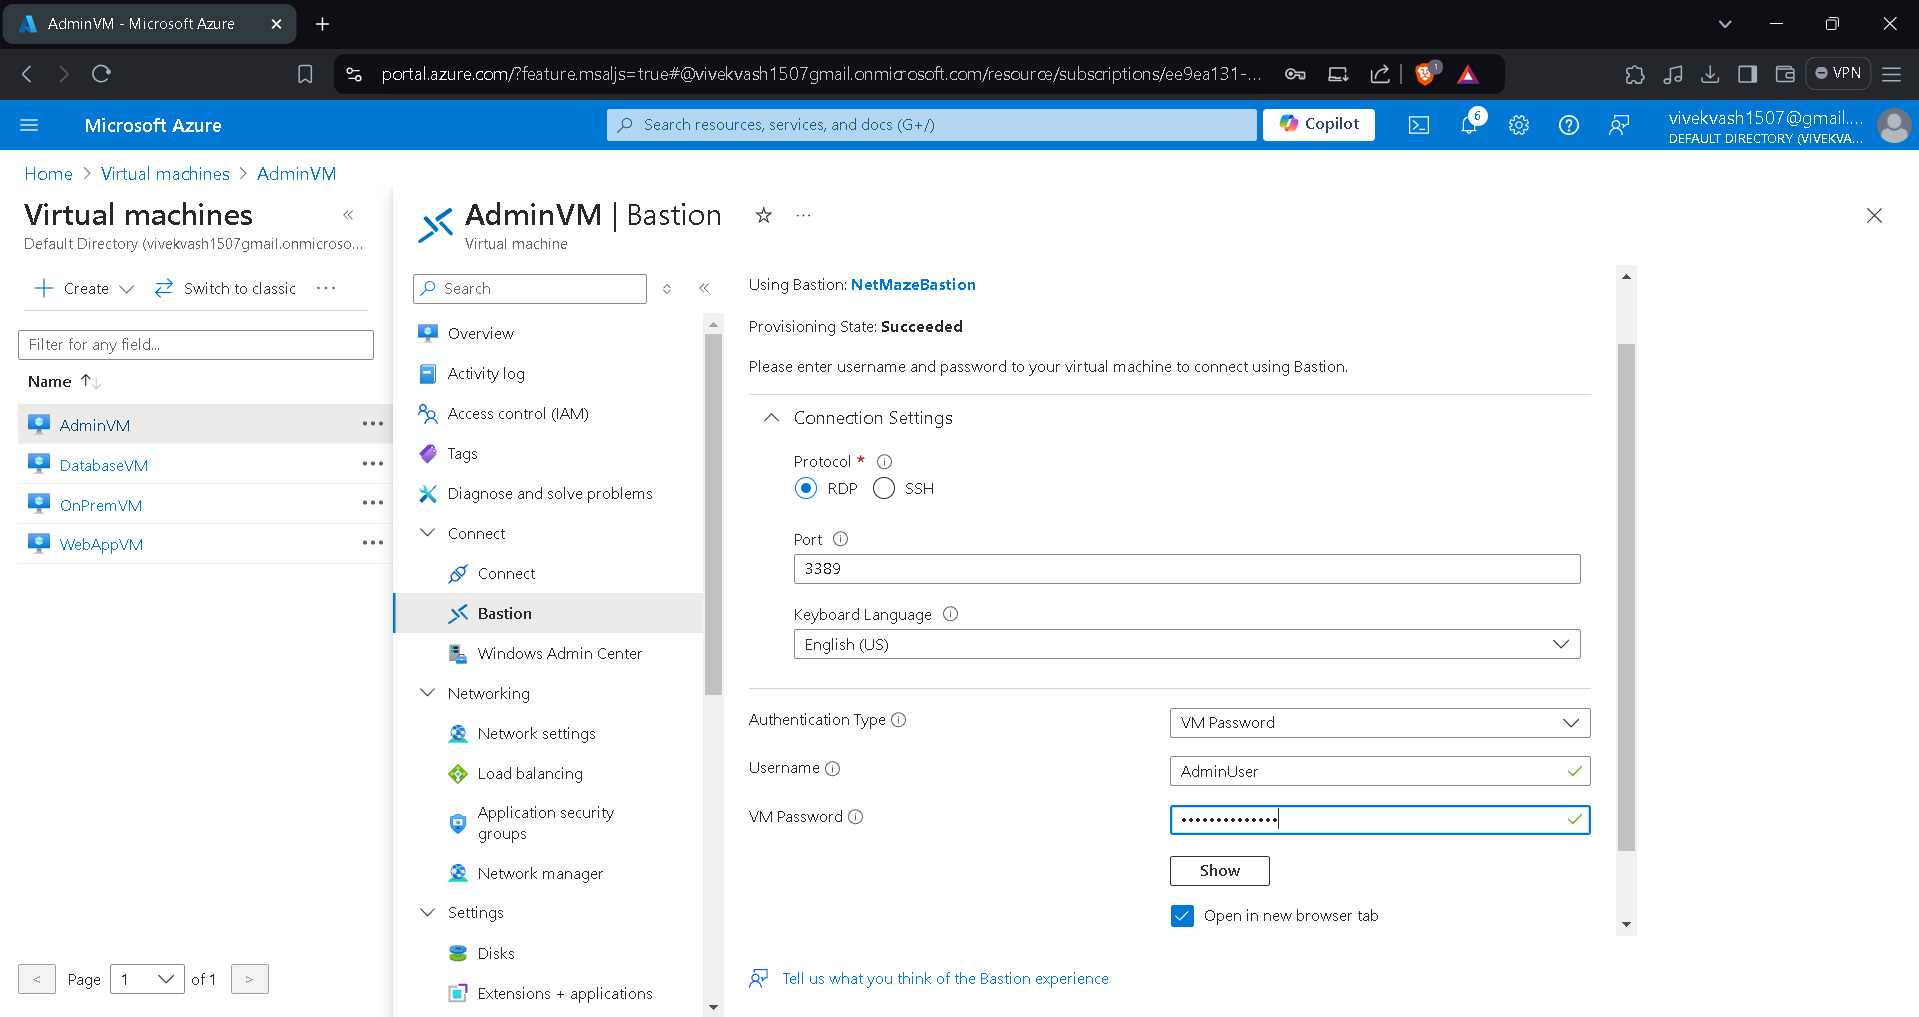 AdminVM - Microsoft Azure
portal.azure.com/?feature.msaljs=true#@vivekvash1507gmail.onmicrosoft.com/resource/subscriptions/ee9ea131-...
1
VPN
Microsoft Azure
Search resources, services, and docs (G+/)
Copilot
6
vivekvash1507@gmail....
DEFAULT DIRECTORY (VIVEKVA...
Home > Virtual machines > AdminVM
Virtual machines
Default Directory (vivekvash1507gmail.onmicroso...
Create
Switch to classic
Filter for any field...
Name
AdminVM
DatabaseVM
OnPremVM
WebAppVM
< Page 1 of 1 >
AdminVM | Bastion
Virtual machine
Search
Overview
Activity log
Access control (IAM)
Tags
Diagnose and solve problems
Connect
Connect
Bastion
Windows Admin Center
Networking
Network settings
Load balancing
Application security
groups
Network manager
Settings
Disks
Extensions + applications
Using Bastion: NetMazeBastion
Provisioning State: Succeeded
Please enter username and password to your virtual machine to connect using Bastion.
Connection Settings
Protocol *
RDP SSH
Port
3389
Keyboard Language
English (US)
Authentication Type
VM Password
Username
AdminUser
VM Password
••••••••••••••
Show
Open in new browser tab
Tell us what you think of the Bastion experience